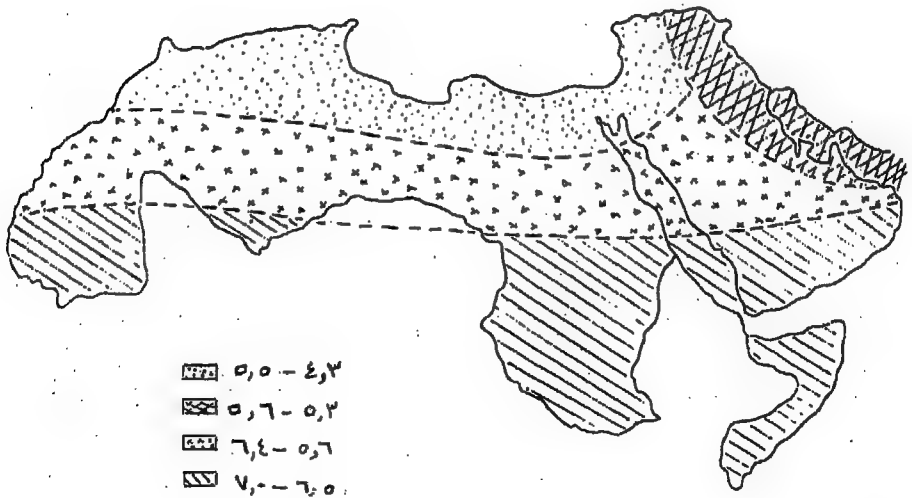 ٤,٣ – ٥,٥
٥,٣ – ٥,٦
٥,٦ – ٦,٤
٦,٥ – ٧,٠